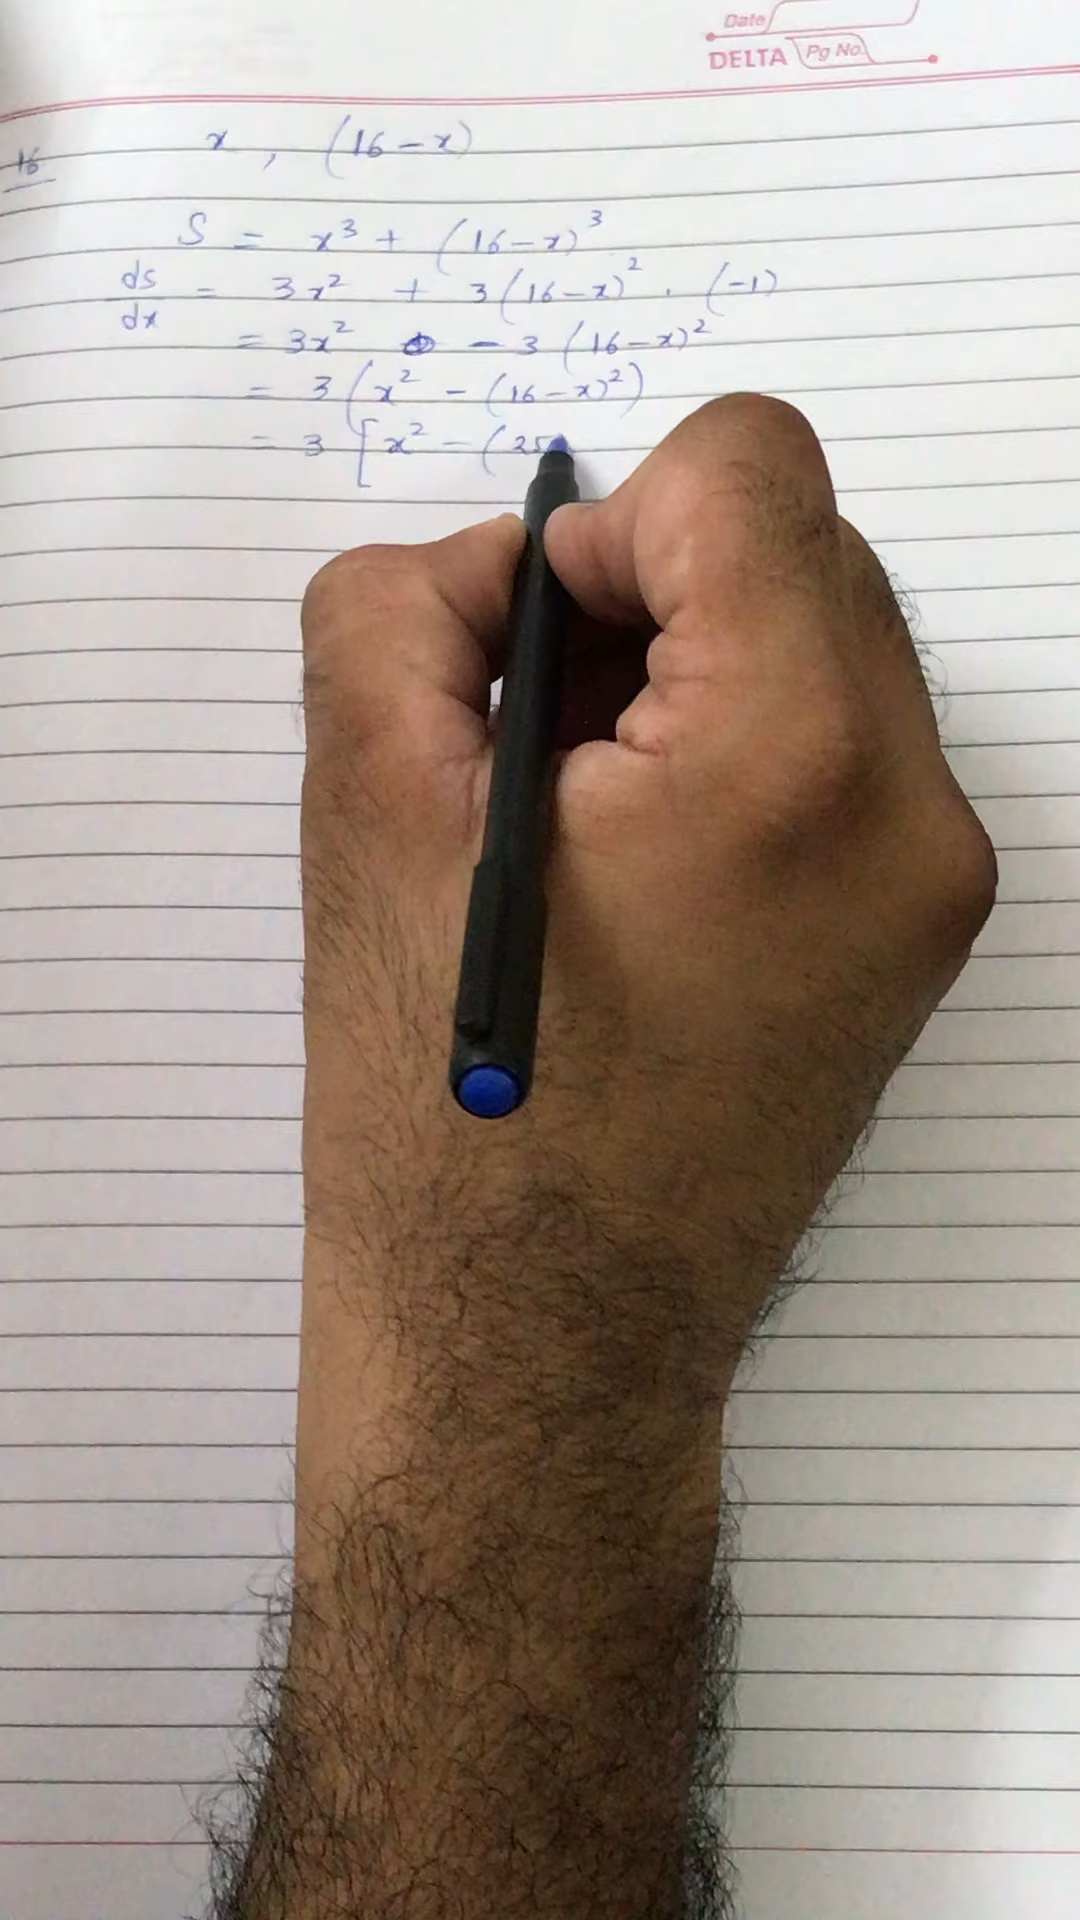 Date
DELTA Pg No.
16 x , (16-x)
S = x³ + (16-x)³
ds/dx = 3x² + 3(16-x)² . (-1)
= 3x² - 3(16-x)²
= 3(x² - (16-x)²)
= 3[x² - (25